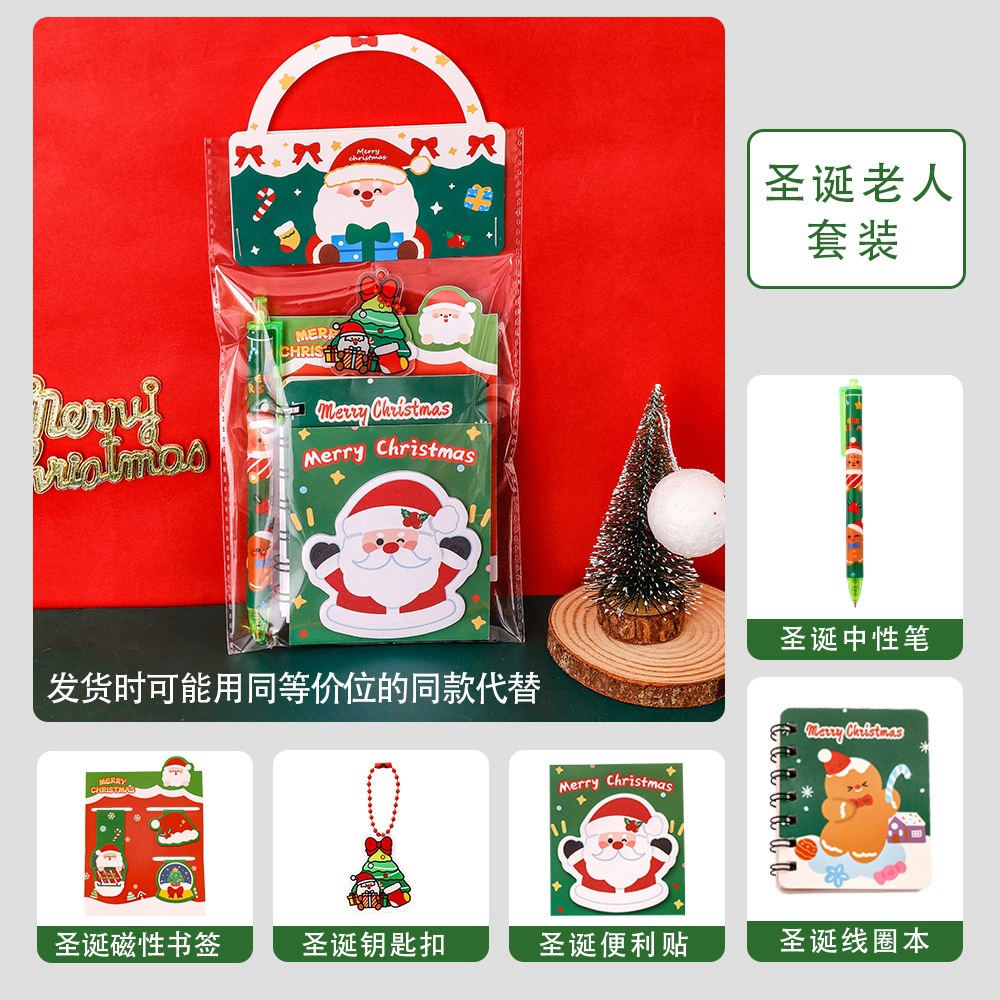 Merry
christmas
圣诞老人
套装
MERRY
CHRISTMAS
Merry Christmas
Merry Christmas
Merry
Christmas
发货时可能用同等价位的同款代替
圣诞中性笔
MERRY
CHRISTMAS
圣诞磁性书签
圣诞钥匙扣
Merry Christmas
圣诞便利贴
Merry Christmas
圣诞线圈本